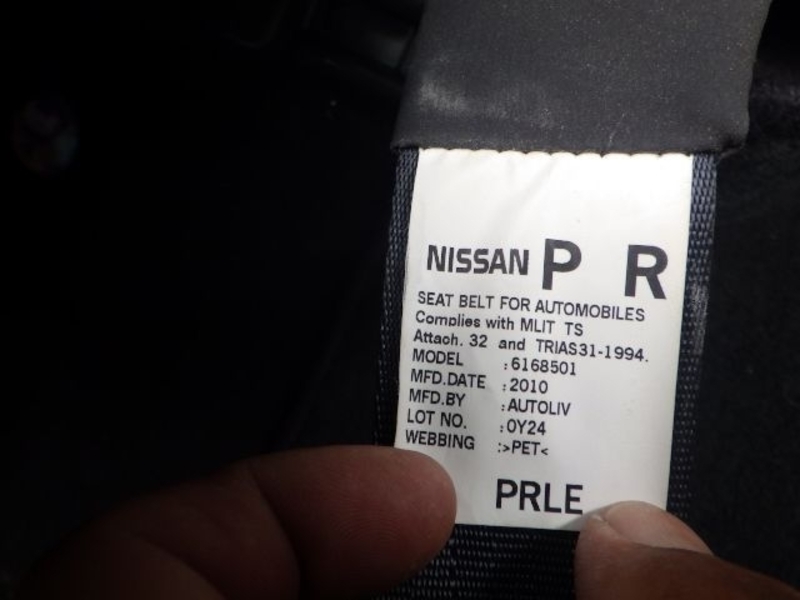 NISSAN P R
SEAT BELT FOR AUTOMOBILES
Complies with MLIT TS
Attach. 32 and TRIAS31-1994.
MODEL :6168501
MFD.DATE :2010
MFD.BY :AUTOLIV
LOT NO. :0Y24
WEBBING :>PET<
PRLE